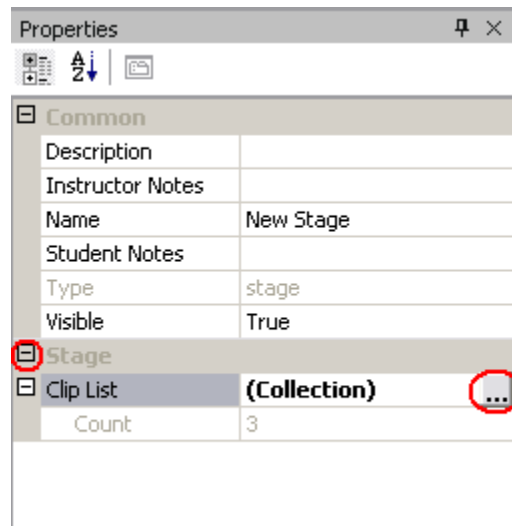 Properties
Common
Description
Instructor Notes
Name New Stage
Student Notes
Type stage
Visible True
Stage
Clip List (Collection) ...
Count 3